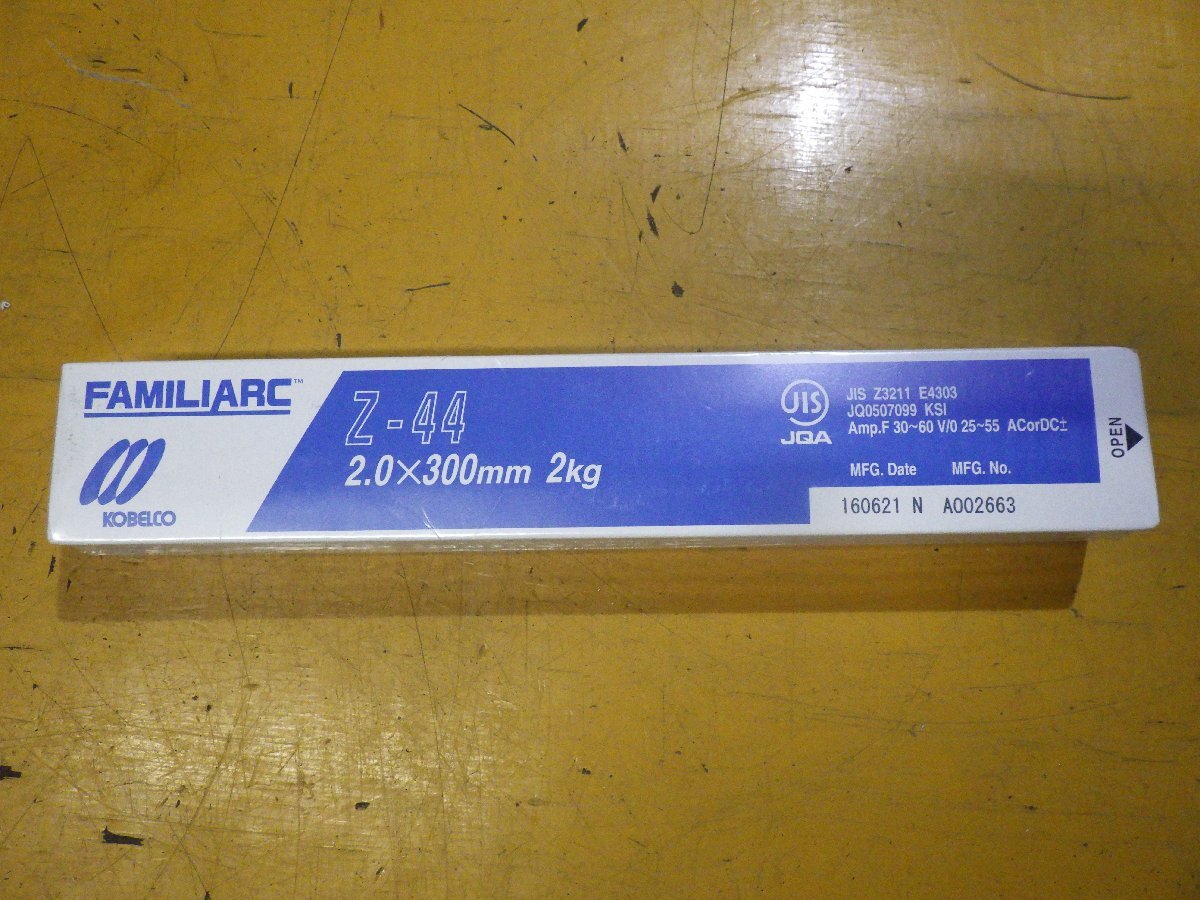 FAMILIARC™
KOBELCO
Z-44
2.0×300mm 2kg
JIS
JQA
JIS Z3211 E4303
JQ0507099 KSI
Amp.F 30~60 V/O 25~55 ACorDC±
MFG. Date MFG. No.
160621 N A002663
OPEN